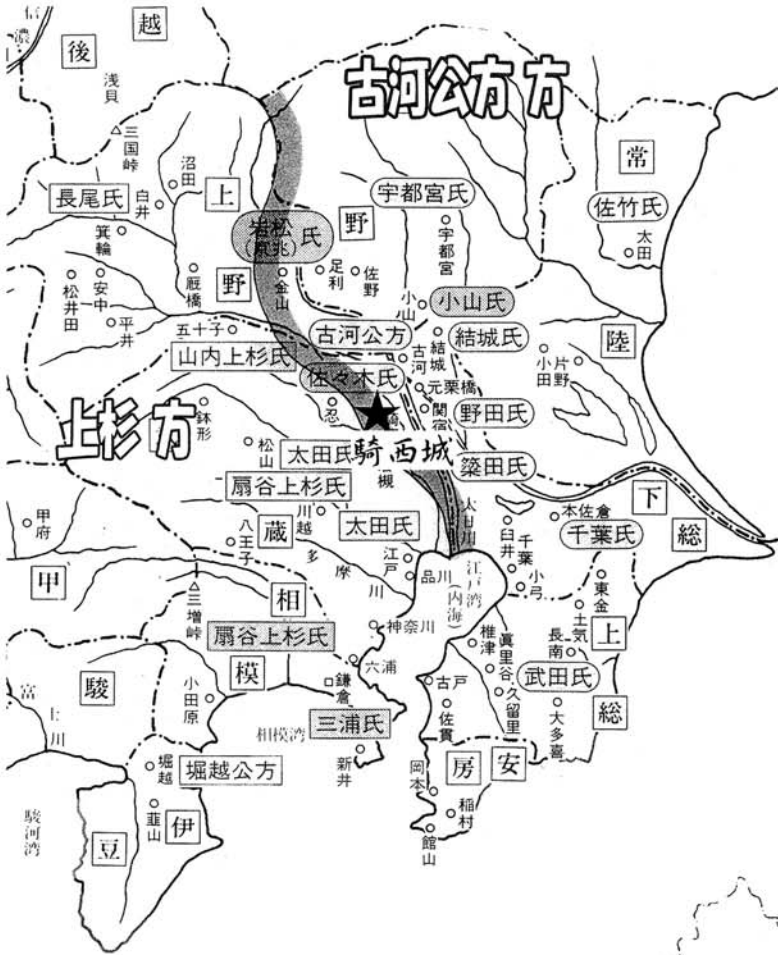 信濃
越
後
浅貝
三国峠
古河公方 方
常
沼田
長尾氏
白井
上
宇都宮氏
佐竹氏
岩松氏
野
宇都宮
太田
箕輪
安中
松井田
平井
厩橋
野
金山
足利
佐野
小山
小山氏
五十子
古河公方
結城
結城氏
陸
山内上杉氏
古河
小田
片野
佐々木氏
元栗橋
上杉 方
鉢形
忍
関宿
野田氏
松山
騎西城
太田氏
槻
簗田氏
扇谷上杉氏
川越
太田氏
太日川
下
甲府
八王子
蔵
多摩川
江戸
臼井
千葉
本佐倉
千葉氏
総
甲
三増峠
相
品川
江戸湾
(内海)
小弓
東金
扇谷上杉氏
神奈川
椎津
土気
上
模
六浦
真里谷
久留里
長南
駿
小田原
鎌倉
古戸
武田氏
富士川
三浦氏
佐貫
大多喜
総
相模湾
新井
堀越
堀越公方
岡本
房
安
韮山
伊
稲村
駿河湾
豆
館山